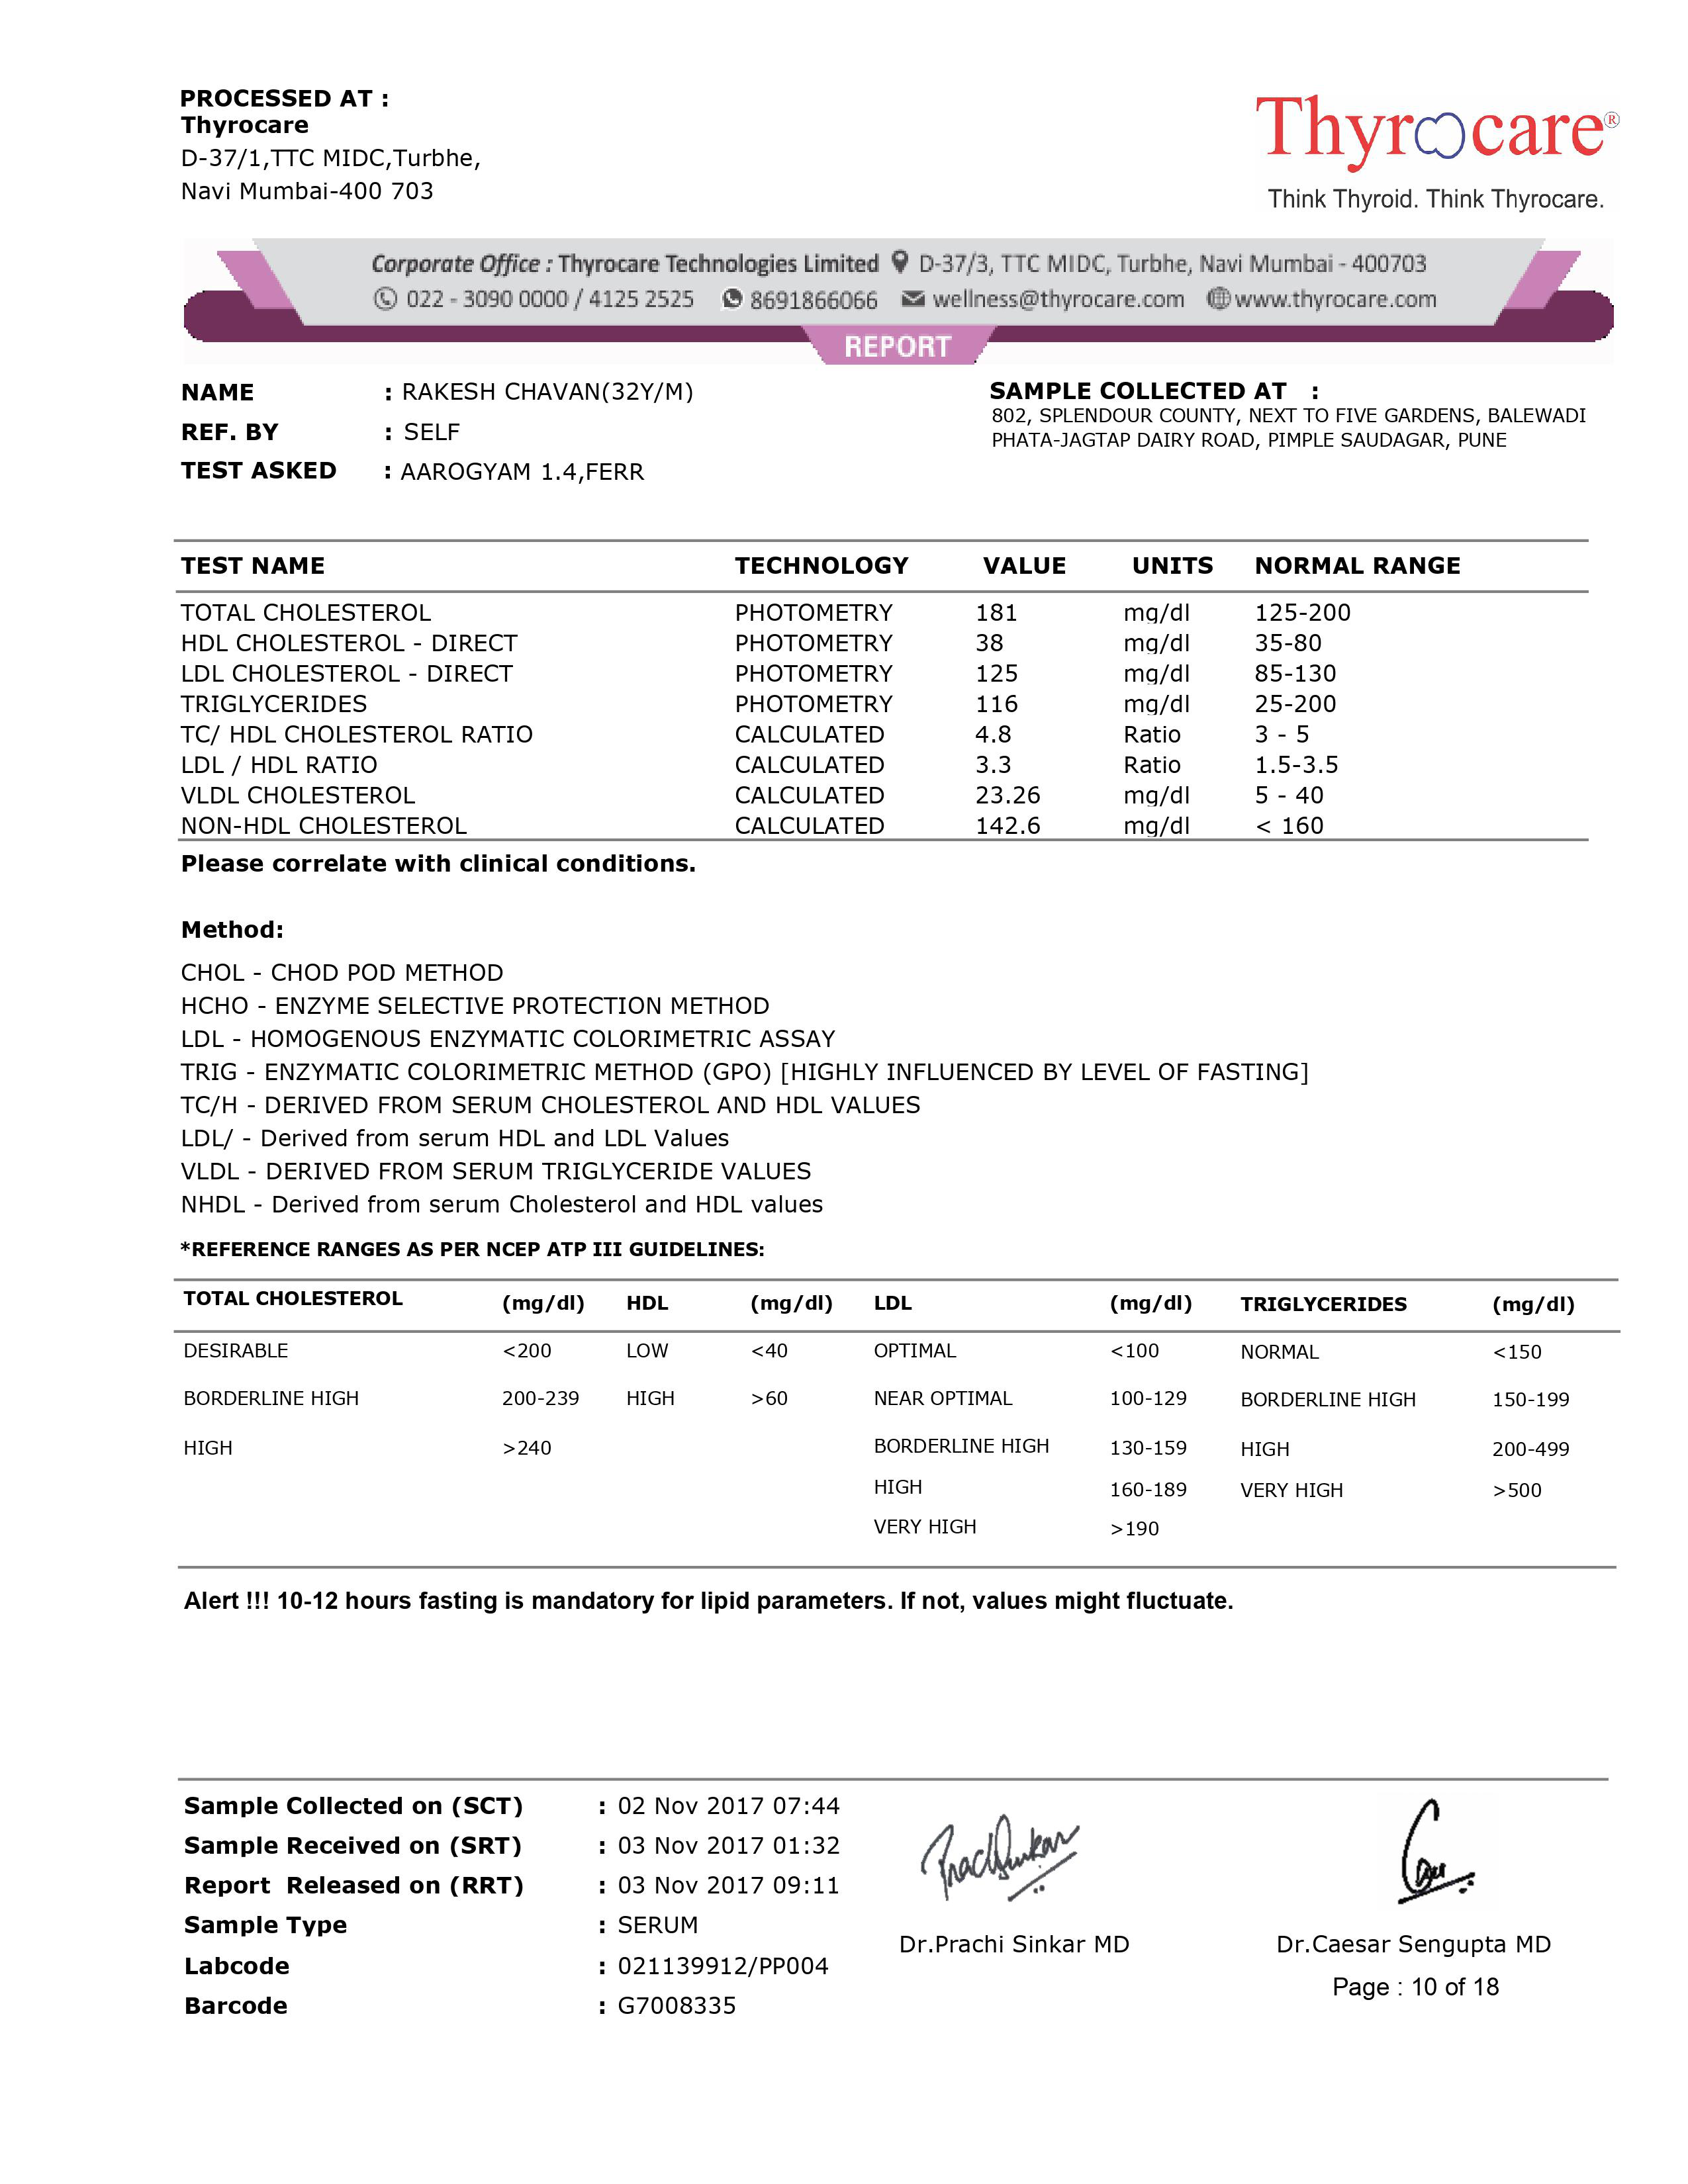 PROCESSED AT :
Thyrocare
D-37/1,TTC MIDC,Turbhe,
Navi Mumbai-400 703
Thyrocare®
Think Thyroid. Think Thyrocare.
Corporate Office : Thyrocare Technologies Limited D-37/3, TTC MIDC, Turbhe, Navi Mumbai - 400703
022 - 3090 0000 / 4125 2525 8691866066 wellness@thyrocare.com www.thyrocare.com
REPORT
NAME : RAKESH CHAVAN(32Y/M)
REF. BY : SELF
TEST ASKED : AAROGYAM 1.4,FERR
SAMPLE COLLECTED AT :
802, SPLENDOUR COUNTY, NEXT TO FIVE GARDENS, BALEWADI
PHATA-JAGTAP DAIRY ROAD, PIMPLE SAUDAGAR, PUNE
TEST NAME TECHNOLOGY VALUE UNITS NORMAL RANGE
TOTAL CHOLESTEROL PHOTOMETRY 181 mg/dl 125-200
HDL CHOLESTEROL - DIRECT PHOTOMETRY 38 mg/dl 35-80
LDL CHOLESTEROL - DIRECT PHOTOMETRY 125 mg/dl 85-130
TRIGLYCERIDES PHOTOMETRY 116 mg/dl 25-200
TC/ HDL CHOLESTEROL RATIO CALCULATED 4.8 Ratio 3 - 5
LDL / HDL RATIO CALCULATED 3.3 Ratio 1.5-3.5
VLDL CHOLESTEROL CALCULATED 23.26 mg/dl 5 - 40
NON-HDL CHOLESTEROL CALCULATED 142.6 mg/dl < 160
Please correlate with clinical conditions.
Method:
CHOL - CHOD POD METHOD
HCHO - ENZYME SELECTIVE PROTECTION METHOD
LDL - HOMOGENOUS ENZYMATIC COLORIMETRIC ASSAY
TRIG - ENZYMATIC COLORIMETRIC METHOD (GPO) [HIGHLY INFLUENCED BY LEVEL OF FASTING]
TC/H - DERIVED FROM SERUM CHOLESTEROL AND HDL VALUES
LDL/ - Derived from serum HDL and LDL Values
VLDL - DERIVED FROM SERUM TRIGLYCERIDE VALUES
NHDL - Derived from serum Cholesterol and HDL values
*REFERENCE RANGES AS PER NCEP ATP III GUIDELINES:
TOTAL CHOLESTEROL (mg/dl) HDL (mg/dl) LDL (mg/dl) TRIGLYCERIDES (mg/dl)
DESIRABLE <200 LOW <40 OPTIMAL <100 NORMAL <150
BORDERLINE HIGH 200-239 HIGH >60 NEAR OPTIMAL 100-129 BORDERLINE HIGH 150-199
HIGH >240 BORDERLINE HIGH 130-159 HIGH 200-499
HIGH 160-189 VERY HIGH >500
VERY HIGH >190
Alert !!! 10-12 hours fasting is mandatory for lipid parameters. If not, values might fluctuate.
Sample Collected on (SCT) : 02 Nov 2017 07:44
Sample Received on (SRT) : 03 Nov 2017 01:32
Report Released on (RRT) : 03 Nov 2017 09:11
Sample Type : SERUM
Labcode : 021139912/PP004
Barcode : G7008335
Dr.Prachi Sinkar MD
Dr.Caesar Sengupta MD
Page : 10 of 18